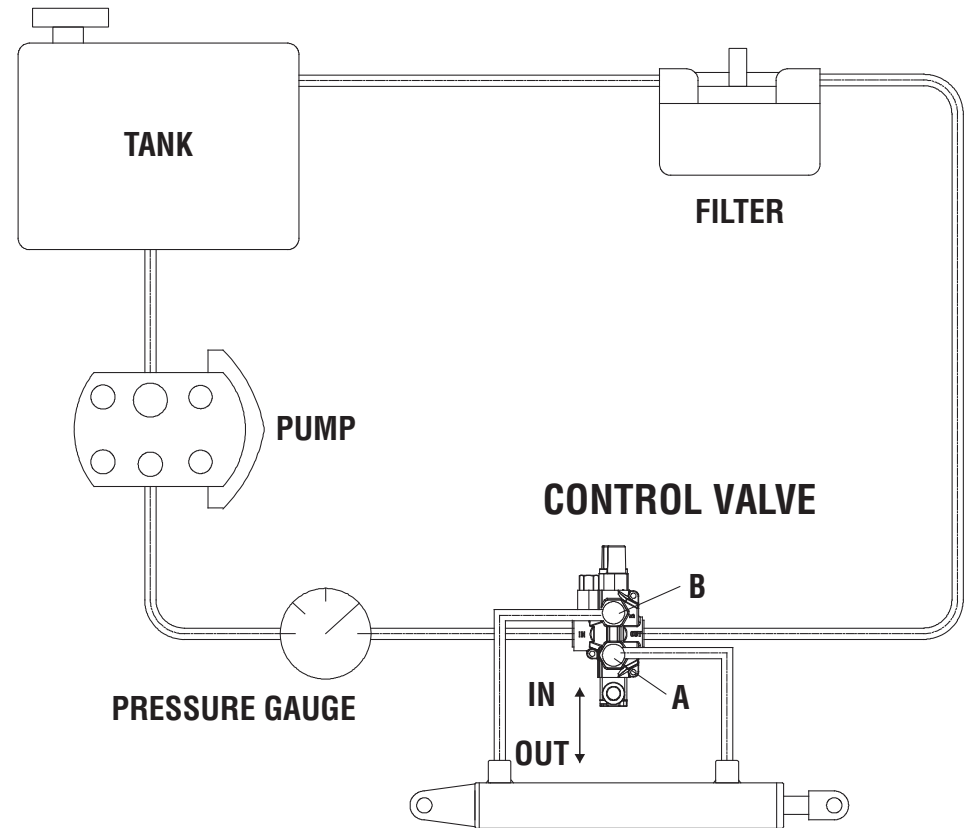 TANK
FILTER
PUMP
CONTROL VALVE
B
IN
OUT
A
IN
OUT
PRESSURE GAUGE